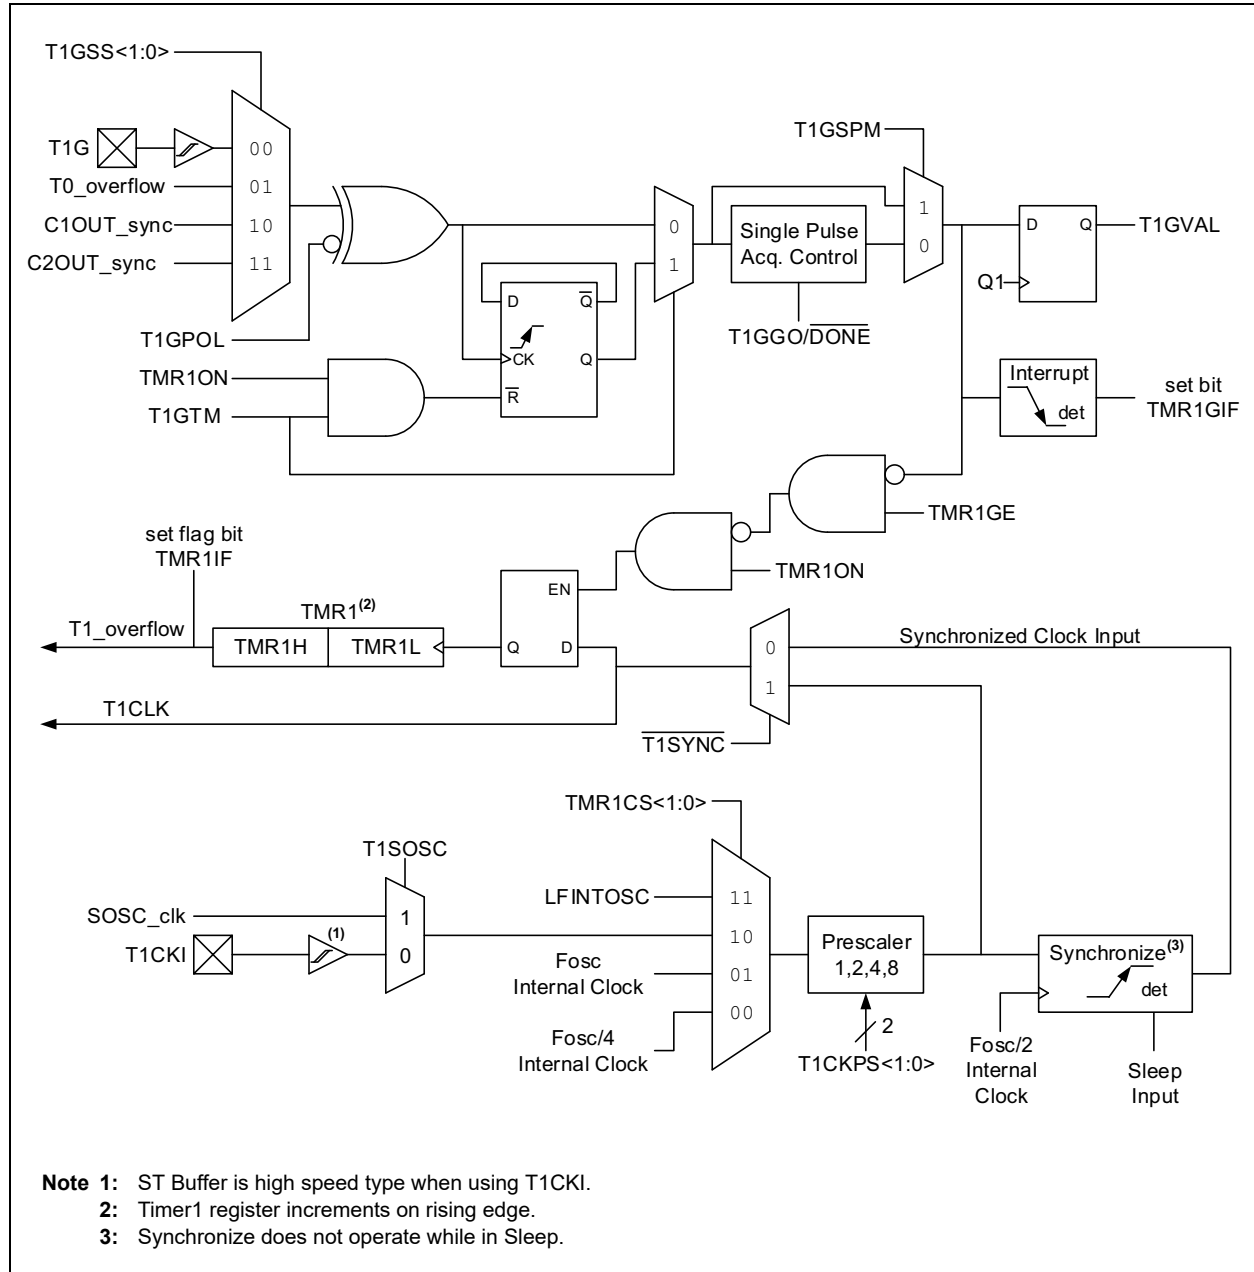 T1GSS<1:0>
T1G
00
T0_overflow
01
C1OUT_sync
10
C2OUT_sync
11
T1GPOL
TMR1ON
T1GTM
D
Q
CK
Q
R
0
1
T1GSPM
Single Pulse
Acq. Control
T1GGO/DONE
1
0
D
Q
Q1
T1GVAL
Interrupt
det
set bit
TMR1GIF
TMR1GE
TMR1ON
set flag bit
TMR1IF
TMR1(2)
T1_overflow
TMR1H
TMR1L
EN
Q
D
T1CLK
0
1
Synchronized Clock Input
T1SYNC
TMR1CS<1:0>
T1SOSC
SOSC_clk
1
T1CKI
(1)
0
LFINTOSC
11
10
Fosc
Internal Clock
01
00
Fosc/4
Internal Clock
Prescaler
1,2,4,8
2
T1CKPS<1:0>
Synchronize(3)
det
Fosc/2
Internal
Clock
Sleep
Input
Note 1: ST Buffer is high speed type when using T1CKI.
2: Timer1 register increments on rising edge.
3: Synchronize does not operate while in Sleep.